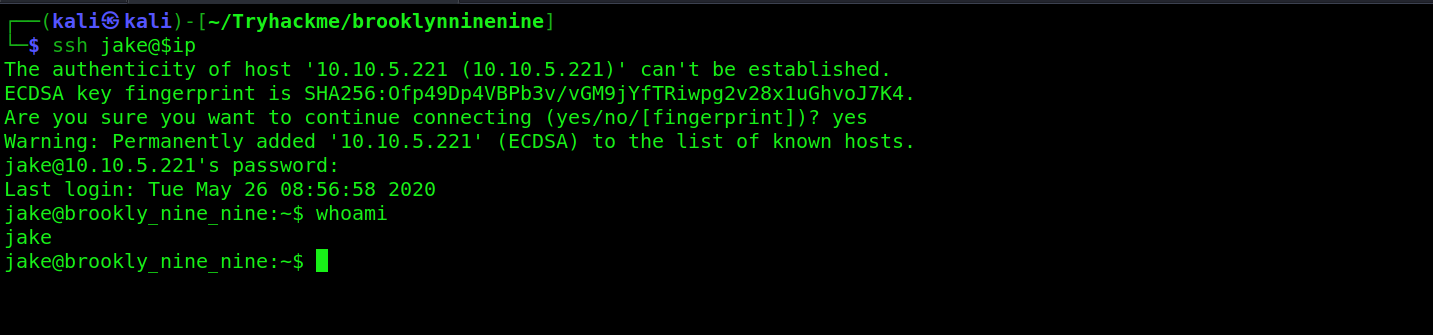 ┌──(kali㉿kali)-[~/Tryhackme/brooklynninenine]
└─$ ssh jake@$ip
The authenticity of host '10.10.5.221 (10.10.5.221)' can't be established.
ECDSA key fingerprint is SHA256:Ofp49Dp4VBPb3v/vGM9jYfTRiwpg2v28x1uGhvoJ7K4.
Are you sure you want to continue connecting (yes/no/[fingerprint])? yes
Warning: Permanently added '10.10.5.221' (ECDSA) to the list of known hosts.
jake@10.10.5.221's password:
Last login: Tue May 26 08:56:58 2020
jake@brookly_nine_nine:~$ whoami
jake
jake@brookly_nine_nine:~$